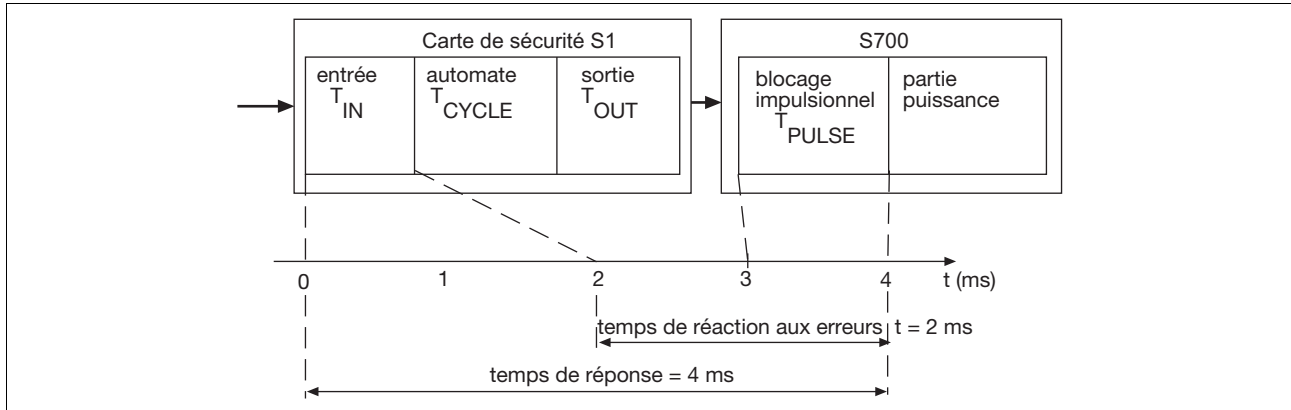 Carte de sécurité S1
S700
entrée
T IN
automate
T CYCLE
sortie
T OUT
blocage
impulsionnel
T PULSE
partie
puissance
0 1 2 3 4 t (ms)
temps de réaction aux erreurs t = 2 ms
temps de réponse = 4 ms